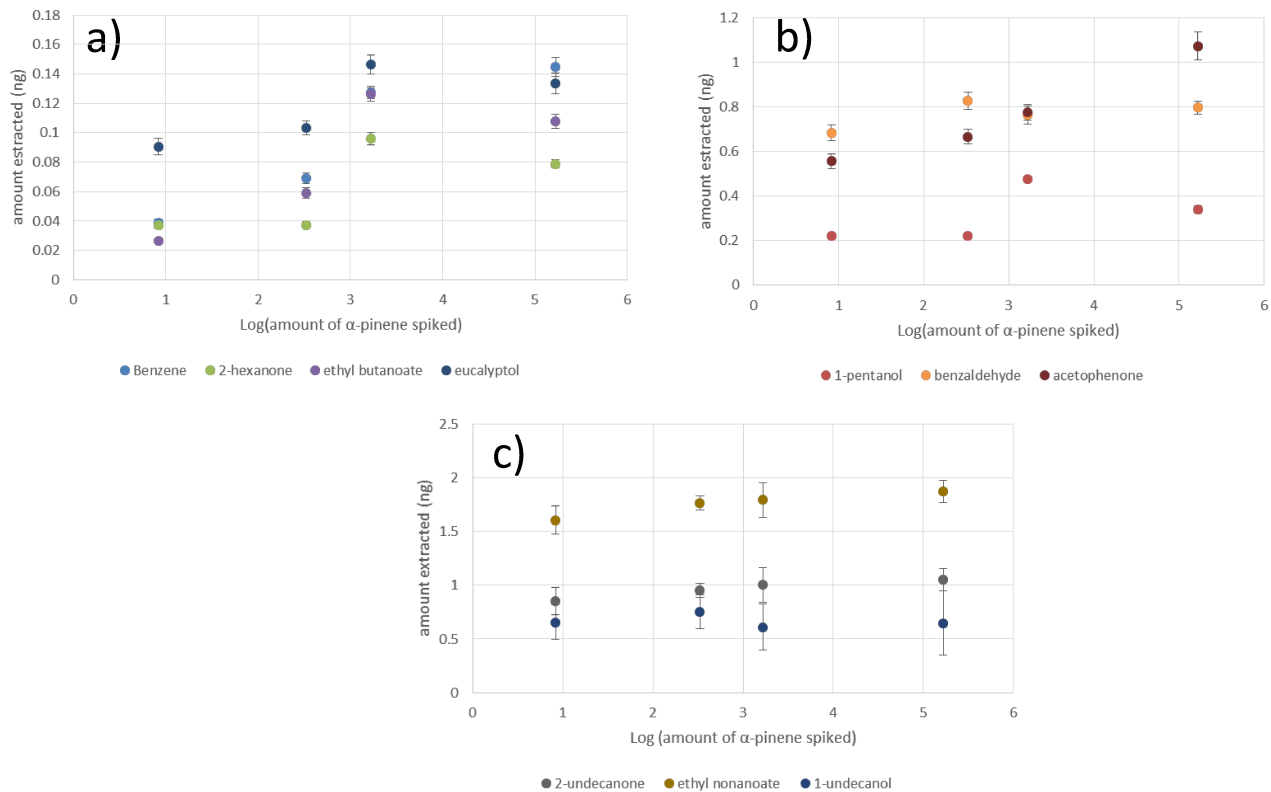 a)
amount estracted (ng)
0.18
0.16
0.14
0.12
0.1
0.08
0.06
0.04
0.02
0
0 1 2 3 4 5 6
Log(amount of α-pinene spiked)
Benzene 2-hexanone ethyl butanoate eucalyptol
b)
amount estracted (ng)
1.2
1
0.8
0.6
0.4
0.2
0
0 1 2 3 4 5 6
Log(amount of α-pinene spiked)
1-pentanol benzaldehyde acetophenone
c)
amount extracted (ng)
2.5
2
1.5
1
0.5
0
0 1 2 3 4 5 6
Log (amount of α-pinene spiked)
2-undecanone ethyl nonanoate 1-undecanol